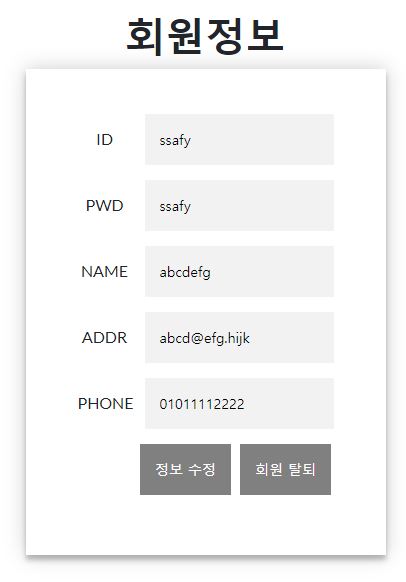 회원정보
ID ssafy
PWD ssafy
NAME abcdefg
ADDR abcd@efg.hijk
PHONE 01011112222
정보 수정 회원 탈퇴